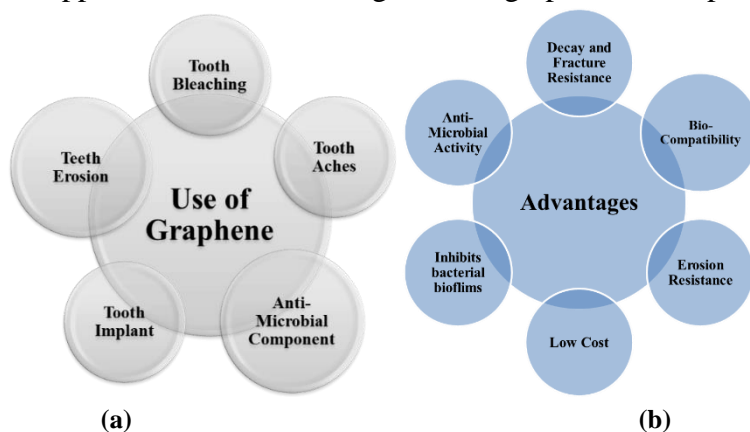 Tooth
Bleaching
Tooth
Aches
Anti-
Microbial
Component
Tooth
Implant
Teeth
Erosion
Use of
Graphene
(a)
Decay and
Fracture
Resistance
Bio-
Compatibility
Erosion
Resistance
Low Cost
Inhibits
bacterial
bioflims
Anti-
Microbial
Activity
Advantages
(b)